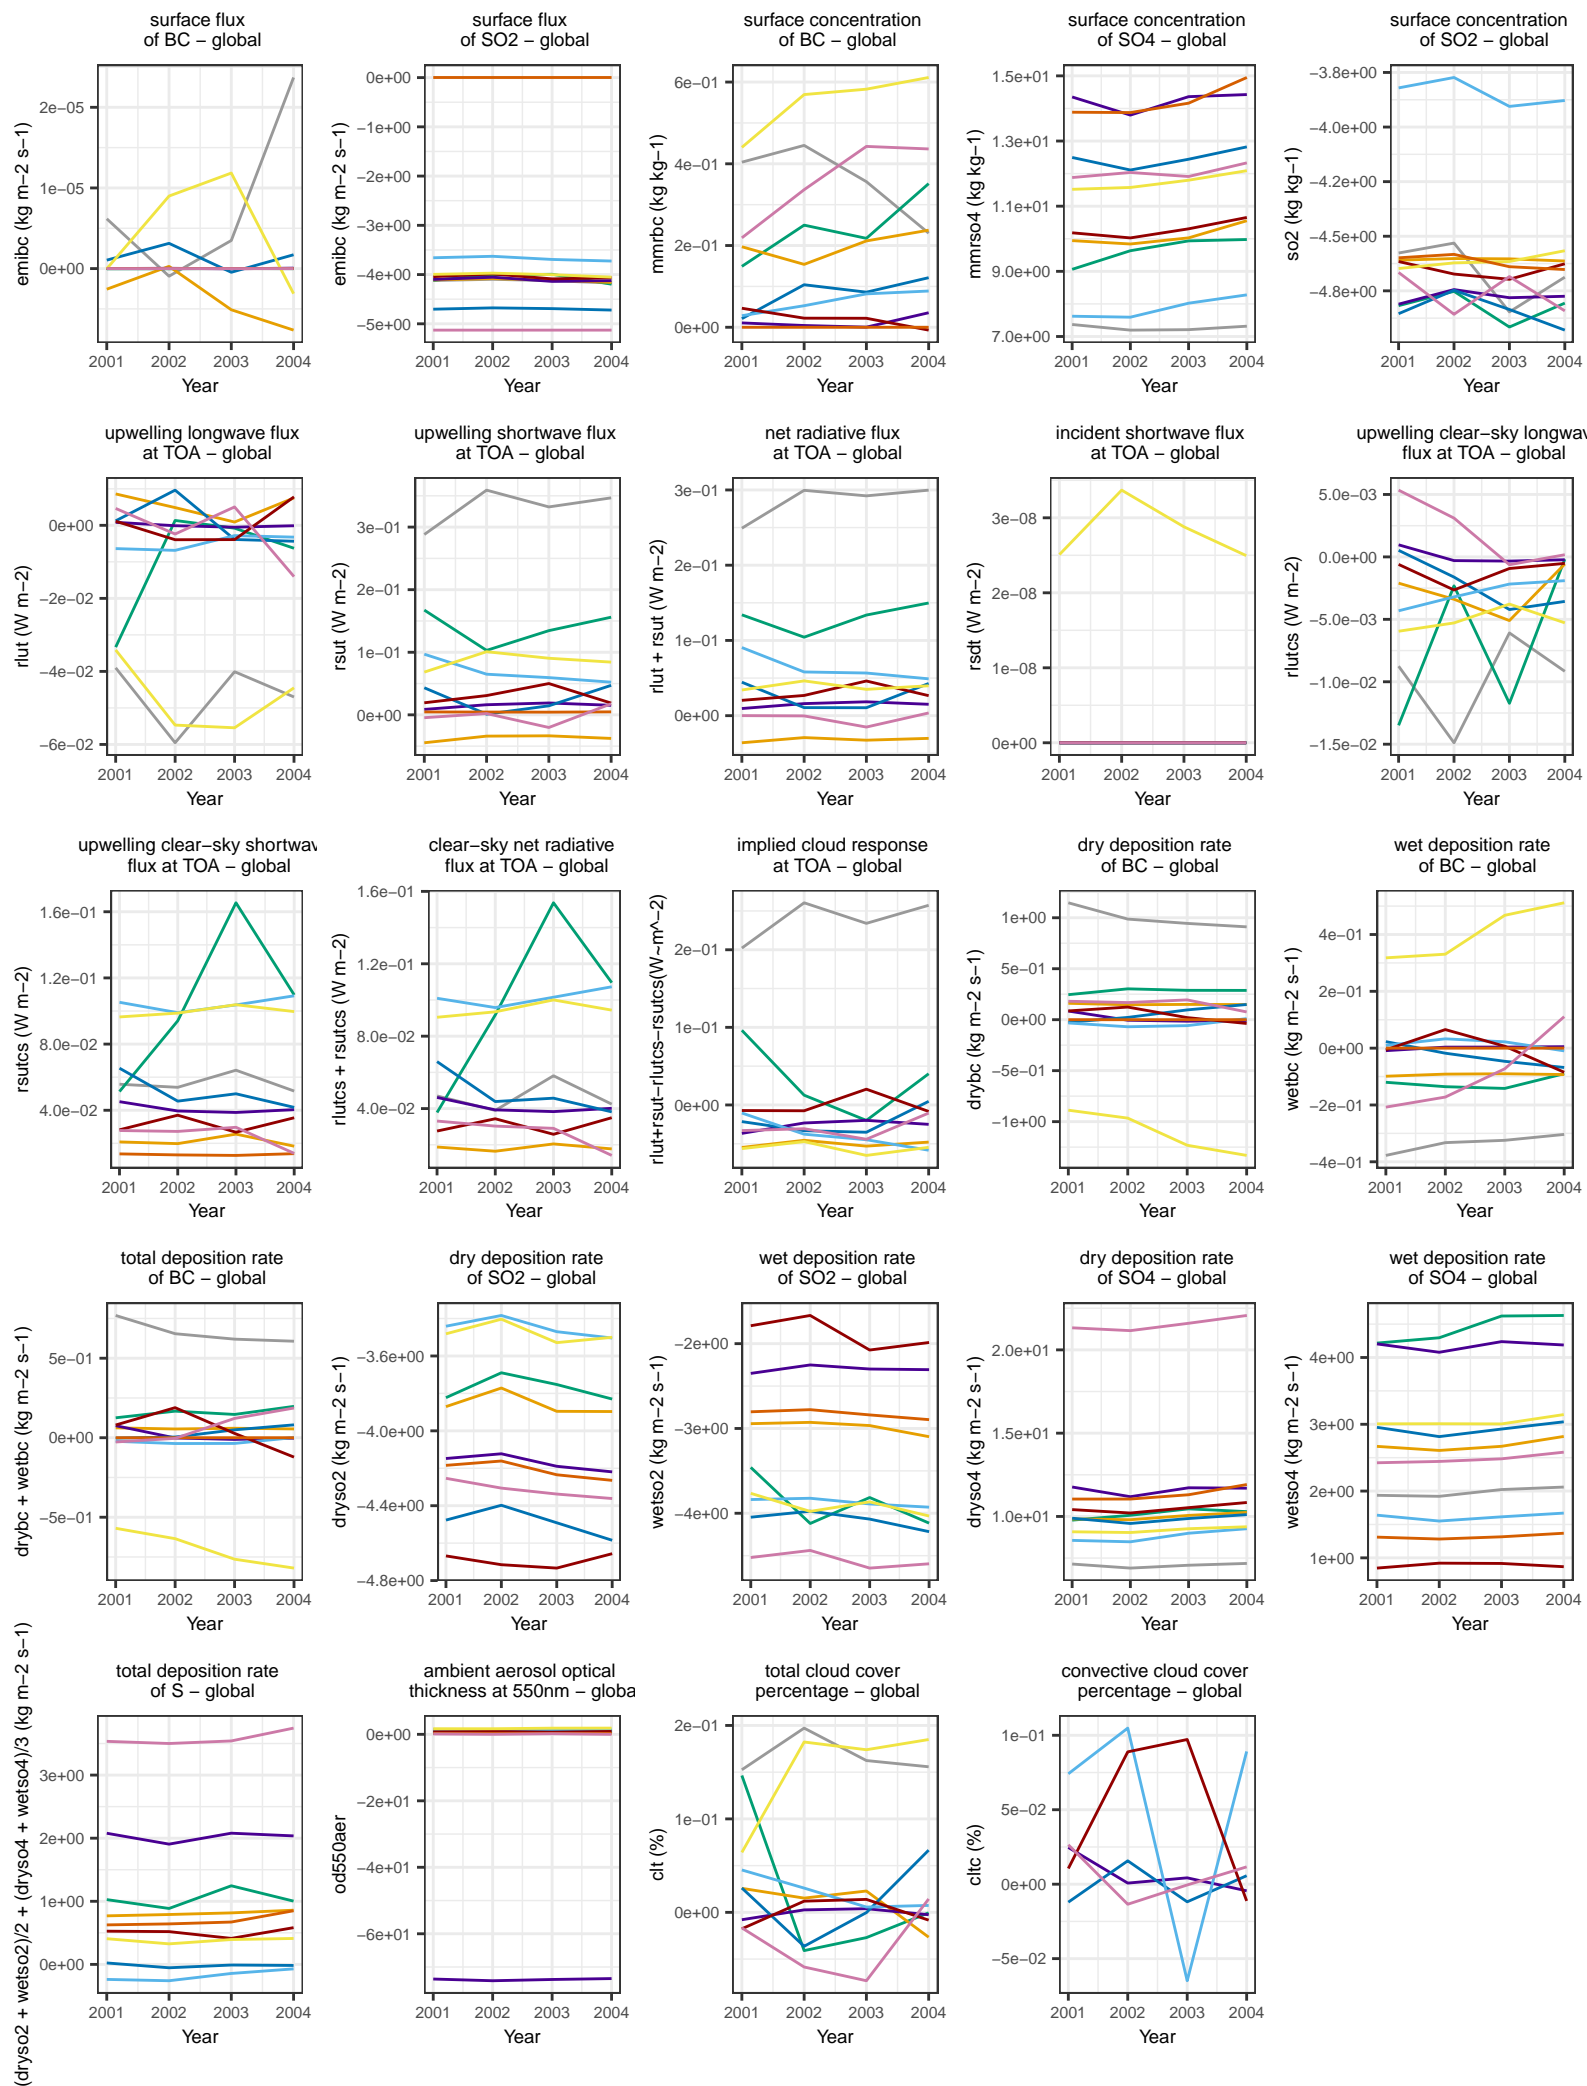 surface flux
of BC − global
emibc (kg m−2 s−1)
2e−05
1e−05
0e+00
2001 2002 2003 2004
Year
surface flux
of SO2 − global
emibc (kg m−2 s−1)
0e+00
−1e+00
−2e+00
−3e+00
−4e+00
−5e+00
2001 2002 2003 2004
Year
surface concentration
of BC − global
mmrbc (kg kg−1)
6e−01
4e−01
2e−01
0e+00
2001 2002 2003 2004
Year
surface concentration
of SO4 − global
mmrso4 (kg kg−1)
1.5e+01
1.3e+01
1.1e+01
9.0e+00
7.0e+00
2001 2002 2003 2004
Year
surface concentration
of SO2 − global
so2 (kg kg−1)
−3.8e+00
−4.0e+00
−4.2e+00
−4.5e+00
−4.8e+00
2001 2002 2003 2004
Year
upwelling longwave flux
at TOA − global
rlut (W m−2)
0e+00
−2e−02
−4e−02
−6e−02
2001 2002 2003 2004
Year
upwelling shortwave flux
at TOA − global
rsut (W m−2)
3e−01
2e−01
1e−01
0e+00
2001 2002 2003 2004
Year
net radiative flux
at TOA − global
rlut + rsut (W m−2)
3e−01
2e−01
1e−01
0e+00
2001 2002 2003 2004
Year
incident shortwave flux
at TOA − global
rsdt (W m−2)
3e−08
2e−08
1e−08
0e+00
2001 2002 2003 2004
Year
upwelling clear−sky longwav
flux at TOA − global
rlutcs (W m−2)
5.0e−03
0.0e+00
−5.0e−03
−1.0e−02
−1.5e−02
2001 2002 2003 2004
Year
upwelling clear−sky shortwav
flux at TOA − global
rsutcs (W m−2)
1.6e−01
1.2e−01
8.0e−02
4.0e−02
2001 2002 2003 2004
Year
clear−sky net radiative
flux at TOA − global
rlutcs + rsutcs (W m−2)
1.6e−01
1.2e−01
8.0e−02
4.0e−02
2001 2002 2003 2004
Year
implied cloud response
at TOA − global
rlut+rsut−rlutcs−rsutcs(W~m^−2)
2e−01
1e−01
0e+00
2001 2002 2003 2004
Year
dry deposition rate
of BC − global
drybc (kg m−2 s−1)
1e+00
5e−01
0e+00
−5e−01
−1e+00
2001 2002 2003 2004
Year
wet deposition rate
of BC − global
wetbc (kg m−2 s−1)
4e−01
2e−01
0e+00
−2e−01
−4e−01
2001 2002 2003 2004
Year
total deposition rate
of BC − global
drybc + wetbc (kg m−2 s−1)
5e−01
0e+00
−5e−01
2001 2002 2003 2004
Year
dry deposition rate
of SO2 − global
dryso2 (kg m−2 s−1)
−3.6e+00
−4.0e+00
−4.4e+00
−4.8e+00
2001 2002 2003 2004
Year
wet deposition rate
of SO2 − global
wetso2 (kg m−2 s−1)
−2e+00
−3e+00
−4e+00
2001 2002 2003 2004
Year
dry deposition rate
of SO4 − global
dryso4 (kg m−2 s−1)
2.0e+01
1.5e+01
1.0e+01
2001 2002 2003 2004
Year
wet deposition rate
of SO4 − global
wetso4 (kg m−2 s−1)
4e+00
3e+00
2e+00
1e+00
2001 2002 2003 2004
Year
total deposition rate
of S − global
(dryso2 + wetso2)/2 + (dryso4 + wetso4)/3 (kg m−2 s−1)
3e+00
2e+00
1e+00
0e+00
2001 2002 2003 2004
Year
ambient aerosol optical
thickness at 550nm − globa
od550aer
0e+00
−2e+01
−4e+01
−6e+01
2001 2002 2003 2004
Year
total cloud cover
percentage − global
clt (%)
2e−01
1e−01
0e+00
2001 2002 2003 2004
Year
convective cloud cover
percentage − global
cltc (%)
1e−01
5e−02
0e+00
−5e−02
2001 2002 2003 2004
Year